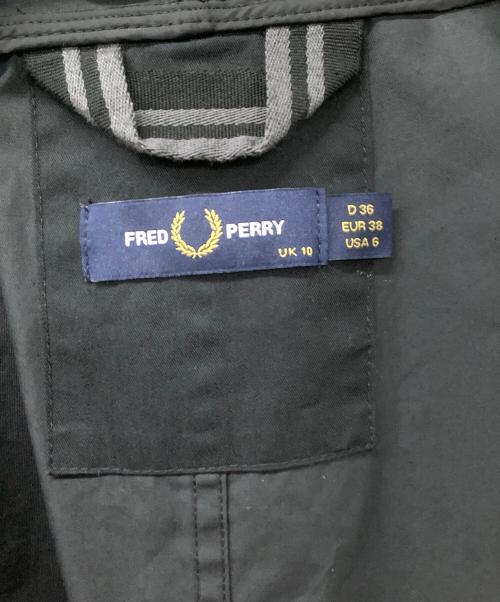 FRED PERRY
UK 10
D 36
EUR 38
USA 6